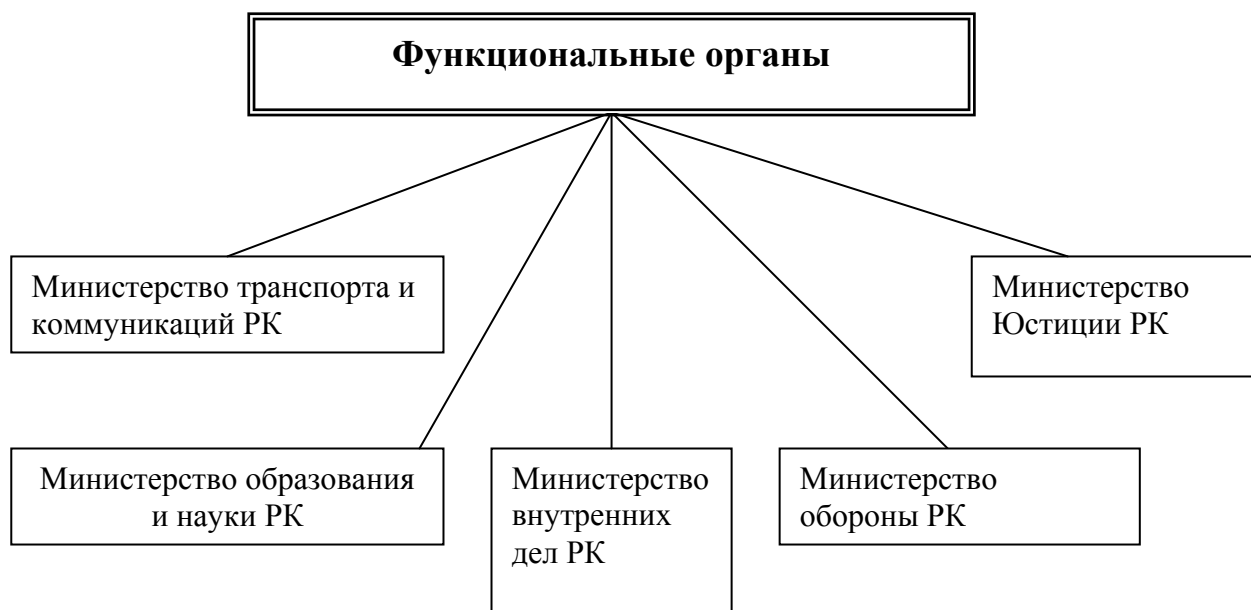 Функциональные органы
Министерство транспорта и
коммуникаций РК
Министерство
Юстиции РК
Министерство образования
и науки РК
Министерство
внутренних
дел РК
Министерство
обороны РК